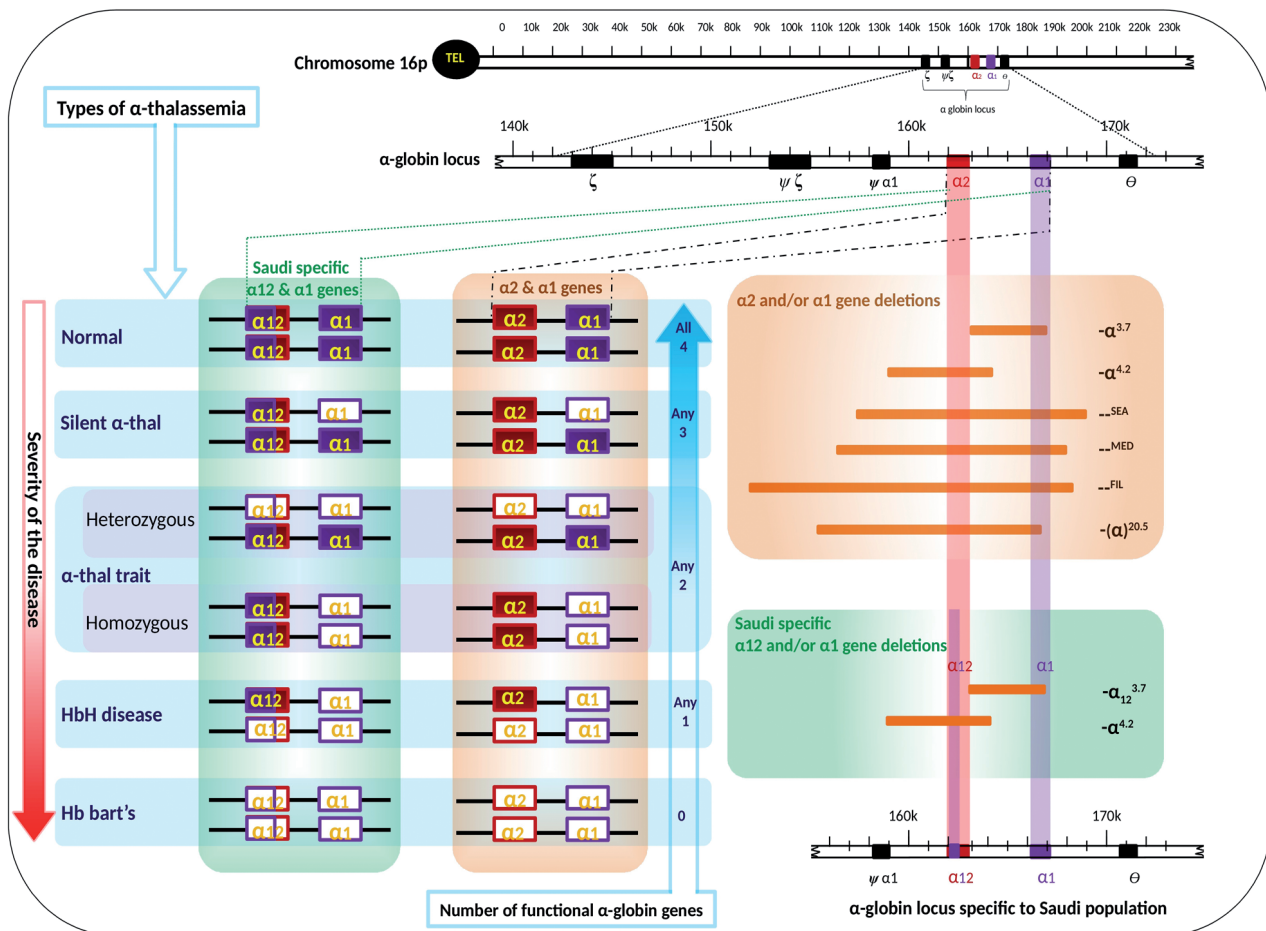 0 10k 20k 30k 40k 50k 60k 70k 80k 90k 100k 110k 120k 130k 140k 150k 160k 170k 180k 190k 200k 210k 220k 230k
Chromosome 16p
TEL
ζ ψζ α2 α1 Ɵ
α globin locus
Types of α-thalassemia
140k 150k 160k 170k
α-globin locus
ζ ψ ζ ψ α1 α2 α1 Ɵ
Saudi specific
α12 & α1 genes
α2 & α1 genes
Severity of the disease
Normal
α12 α1 α2 α1
α12 α1 α2 α1
All
4
Silent α-thal
α12 α1 α2 α1
α12 α1 α2 α1
Any
3
Heterozygous
α12 α1 α2 α1
α12 α1 α2 α1
α-thal trait
Any
2
Homozygous
α12 α1 α2 α1
α12 α1 α2 α1
HbH disease
α12 α1 α2 α1
α12 α1 α2 α1
Any
1
Hb bart’s
α12 α1 α2 α1
α12 α1 α2 α1
0
Number of functional α-globin genes
α2 and/or α1 gene deletions
-α3.7
-α4.2
--SEA
--MED
--FIL
-(α)20.5
Saudi specific
α12 and/or α1 gene deletions
α12 α1
-α12 3.7
-α4.2
160k 170k
ψ α1 α12 α1 Ɵ
α-globin locus specific to Saudi population